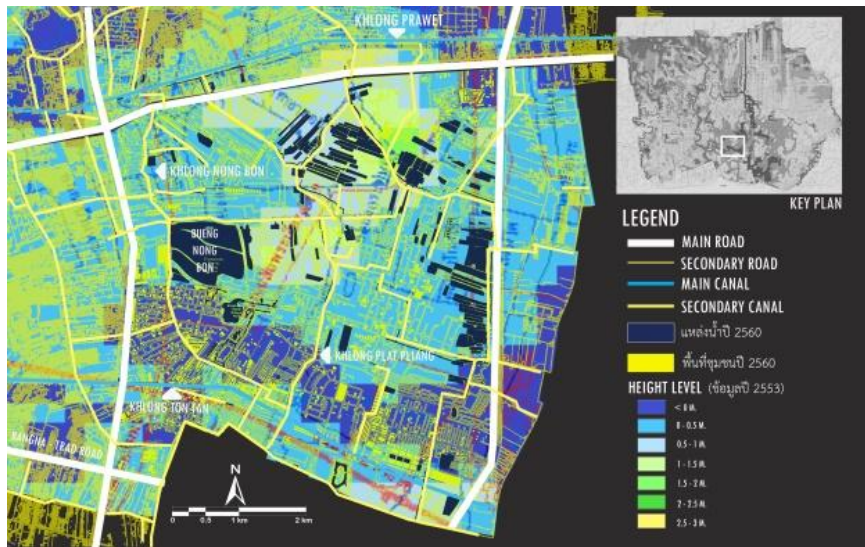 KHLONG PRAWET
KHLONG NONG BON
BUENG
NONG
BON
KHLONG PLAT PLIANG
KHLONG TON TAN
BANGNA - TRAD ROAD
N
0 0.5 1 km 2 km
KEY PLAN
LEGEND
MAIN ROAD
SECONDARY ROAD
MAIN CANAL
SECONDARY CANAL
แหล่งน้ำปี 2560
พื้นที่ชุมชนปี 2560
HEIGHT LEVEL (ข้อมูลปี 2553)
< 0 M.
0 - 0.5 M.
0.5 - 1 M.
1 - 1.5 M.
1.5 - 2 M.
2 - 2.5 M.
2.5 - 3 M.